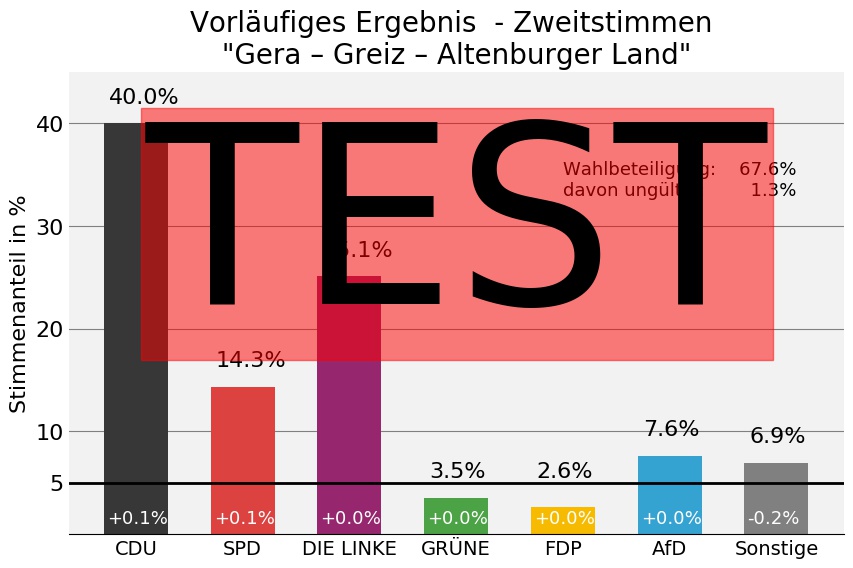 Vorläufiges Ergebnis - Zweitstimmen
"Gera – Greiz – Altenburger Land"
Stimmenanteil in %
40
30
20
10
5
TEST
Wahlbeteiligung: 67.6%
davon 1.3%
40.0%
14.3%
3.5%
2.6%
7.6%
6.9%
+0.1%
+0.1%
+0.0%
+0.0%
+0.0%
+0.0%
-0.2%
CDU
SPD
DIE LINKE
GRÜNE
FDP
AfD
Sonstige